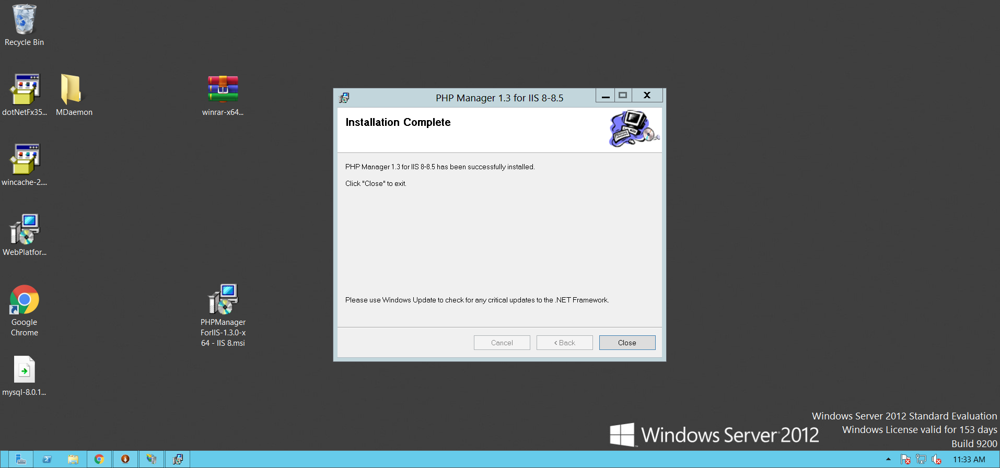 Recycle Bin
dotNetFx35...
MDaemon
winrar-x64...
wincache-2....
WebPlatfor...
Google
Chrome
PHPManager
ForIIS-1.3.0-x
64 - IIS 8.msi
mysql-8.0.1...
PHP Manager 1.3 for IIS 8-8.5
Installation Complete
PHP Manager 1.3 for IIS 8-8.5 has been successfully installed.
Click "Close" to exit.
Please use Windows Update to check for any critical updates to the .NET Framework.
Cancel
< Back
Close
Windows Server 2012
Windows Server 2012 Standard Evaluation
Windows License valid for 153 days
Build 9200
11:33 AM